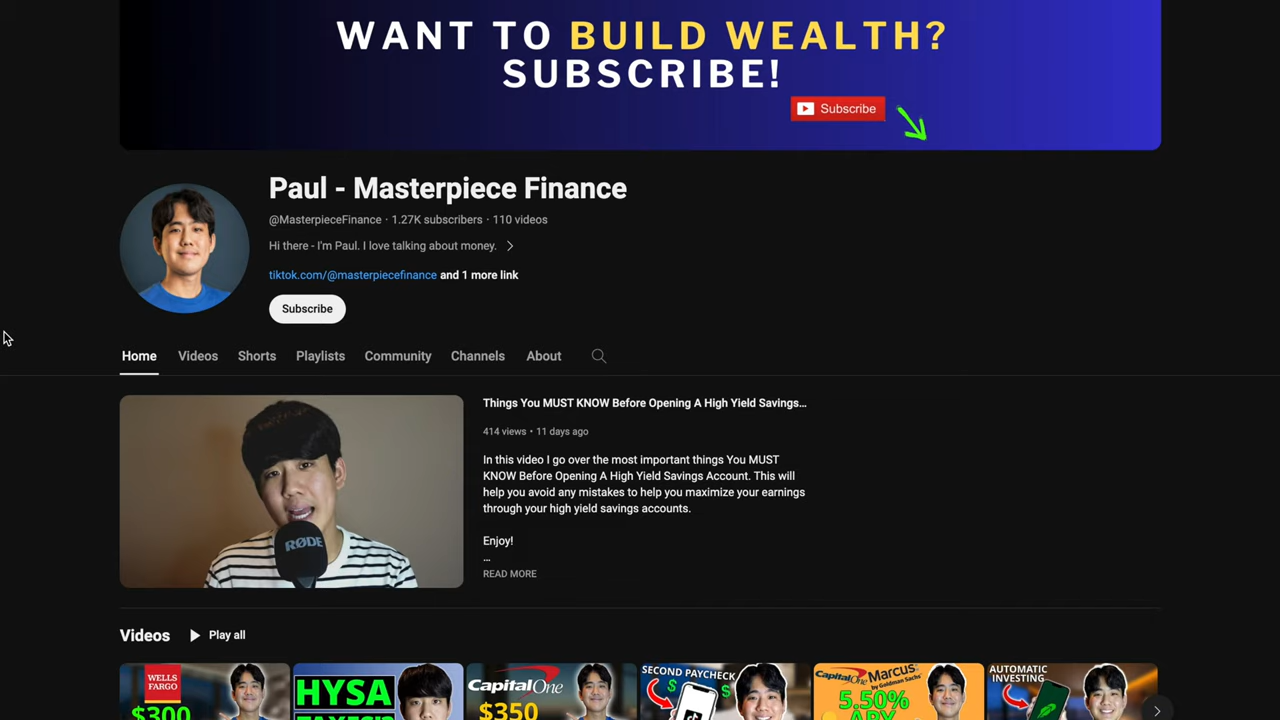 WANT TO BUILD WEALTH?
SUBSCRIBE!
Subscribe
Paul - Masterpiece Finance
@MasterpieceFinance · 1.27K subscribers · 110 videos
Hi there - I'm Paul. I love talking about money.
tiktok.com/@masterpiecefinance and 1 more link
Subscribe
Home Videos Shorts Playlists Community Channels About
Things You MUST KNOW Before Opening A High Yield Savings...
414 views • 11 days ago
In this video I go over the most important things You MUST
KNOW Before Opening A High Yield Savings Account. This will
help you avoid any mistakes to help you maximize your earnings
through your high yield savings accounts.
Enjoy!
...
READ MORE
RØDE
Videos Play all
WELLS
FARGO
$300
HYSA
TAXES?
Capital One
$350
SECOND PAYCHECK
Capital One Marcus
by Goldman Sachs
5.50%
APY
AUTOMATIC
INVESTING